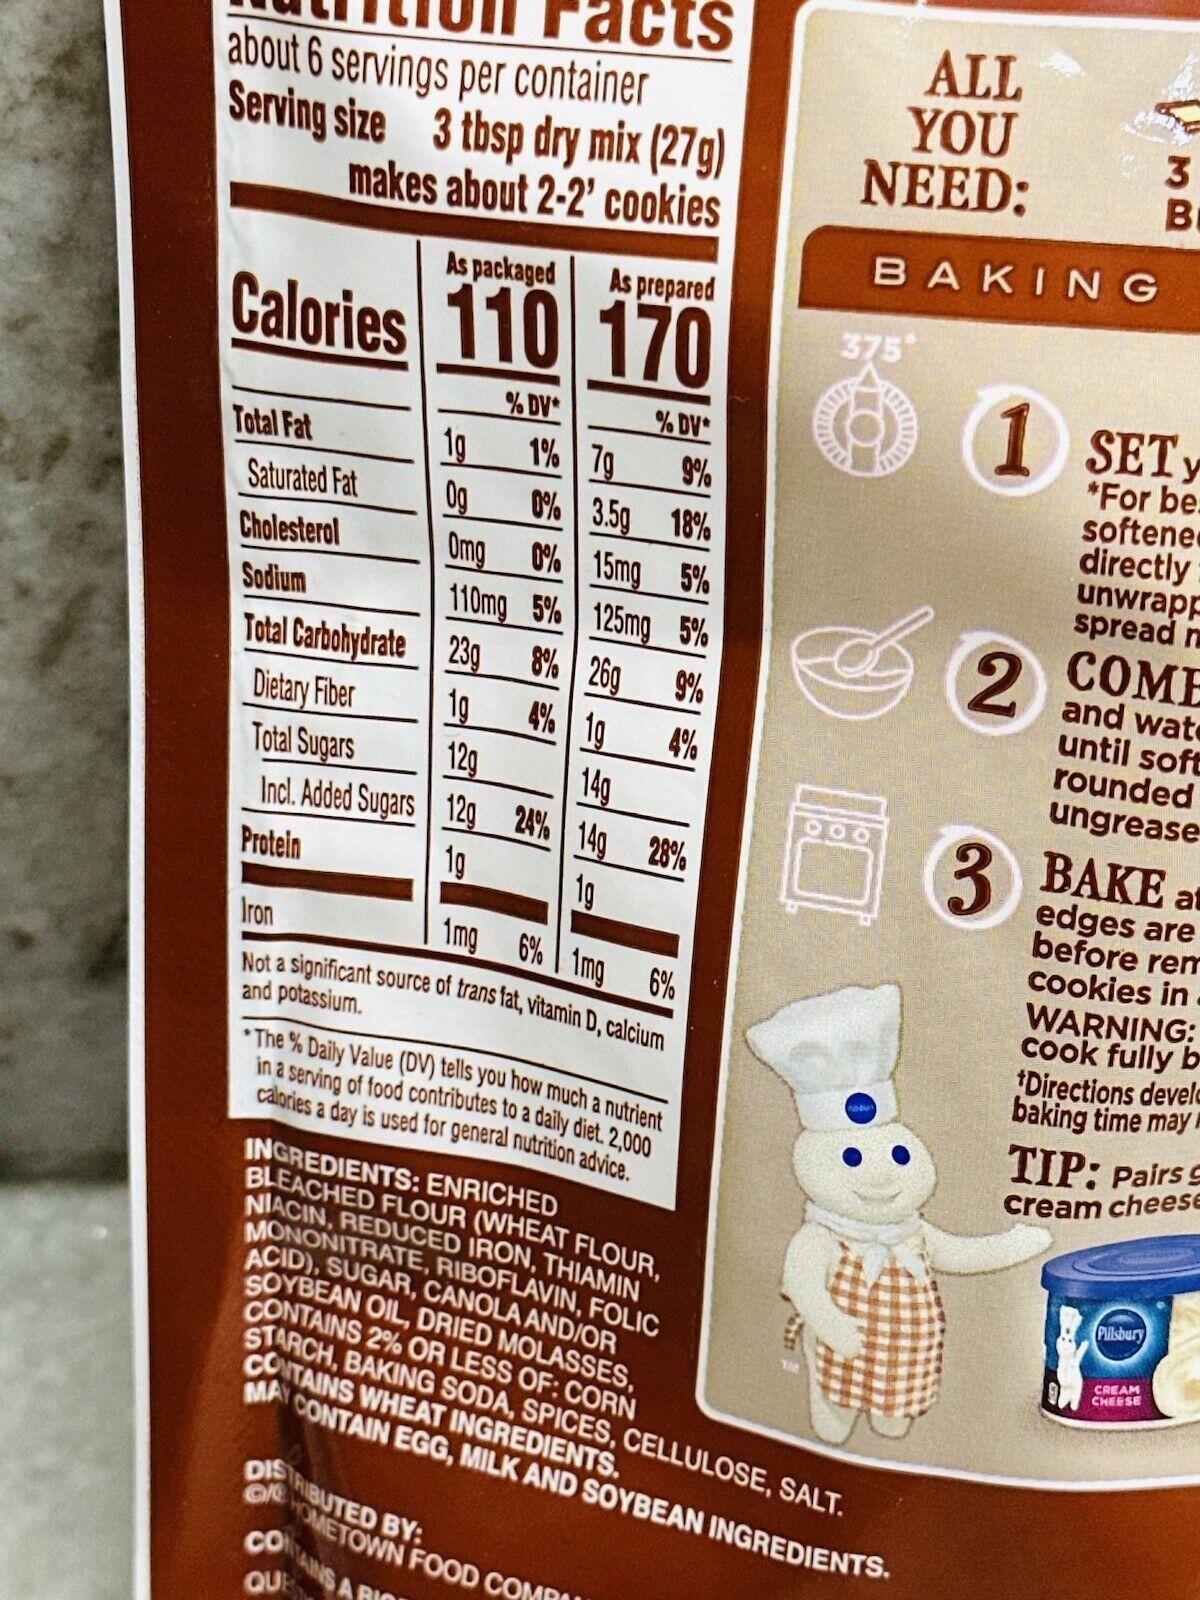 Nutrition Facts
about 6 servings per container
Serving size 3 tbsp dry mix (27g)
makes about 2-2' cookies
As packaged As prepared
Calories 110 170
% DV* % DV*
Total Fat 1g 1% 7g 9%
Saturated Fat 0g 0% 3.5g 18%
Cholesterol 0mg 0% 15mg 5%
Sodium 110mg 5% 125mg 5%
Total Carbohydrate 23g 8% 26g 9%
Dietary Fiber 1g 4% 1g 4%
Total Sugars 12g 14g
Incl. Added Sugars 12g 24% 14g 28%
Protein 1g 1g
Iron 1mg 6% 1mg 6%
Not a significant source of trans fat, vitamin D, calcium
and potassium.
*The % Daily Value (DV) tells you how much a nutrient
in a serving of food contributes to a daily diet. 2,000
calories a day is used for general nutrition advice.
INGREDIENTS: ENRICHED
BLEACHED FLOUR (WHEAT FLOUR,
NIACIN, REDUCED IRON, THIAMIN
MONONITRATE, RIBOFLAVIN, FOLIC
ACID), SUGAR, CANOLA AND/OR
SOYBEAN OIL, DRIED MOLASSES,
CONTAINS 2% OR LESS OF: CORN
STARCH, BAKING SODA, SPICES, CELLULOSE, SALT.
CONTAINS WHEAT INGREDIENTS.
MAY CONTAIN EGG, MILK AND SOYBEAN INGREDIENTS.
DISTRIBUTED BY:
HOMETOWN FOOD
ALL
YOU
NEED:
3
BAKING
375°
1 SET
*For
directly
spread
2
and
until
rounded
3 BAKE
edges are
before
cookies in
WARNING:
cook fully
†Directions
baking time may
TIP: Pairs
cream cheese
Pillsbury
Pillsbury
CREAM
CHEESE
TM